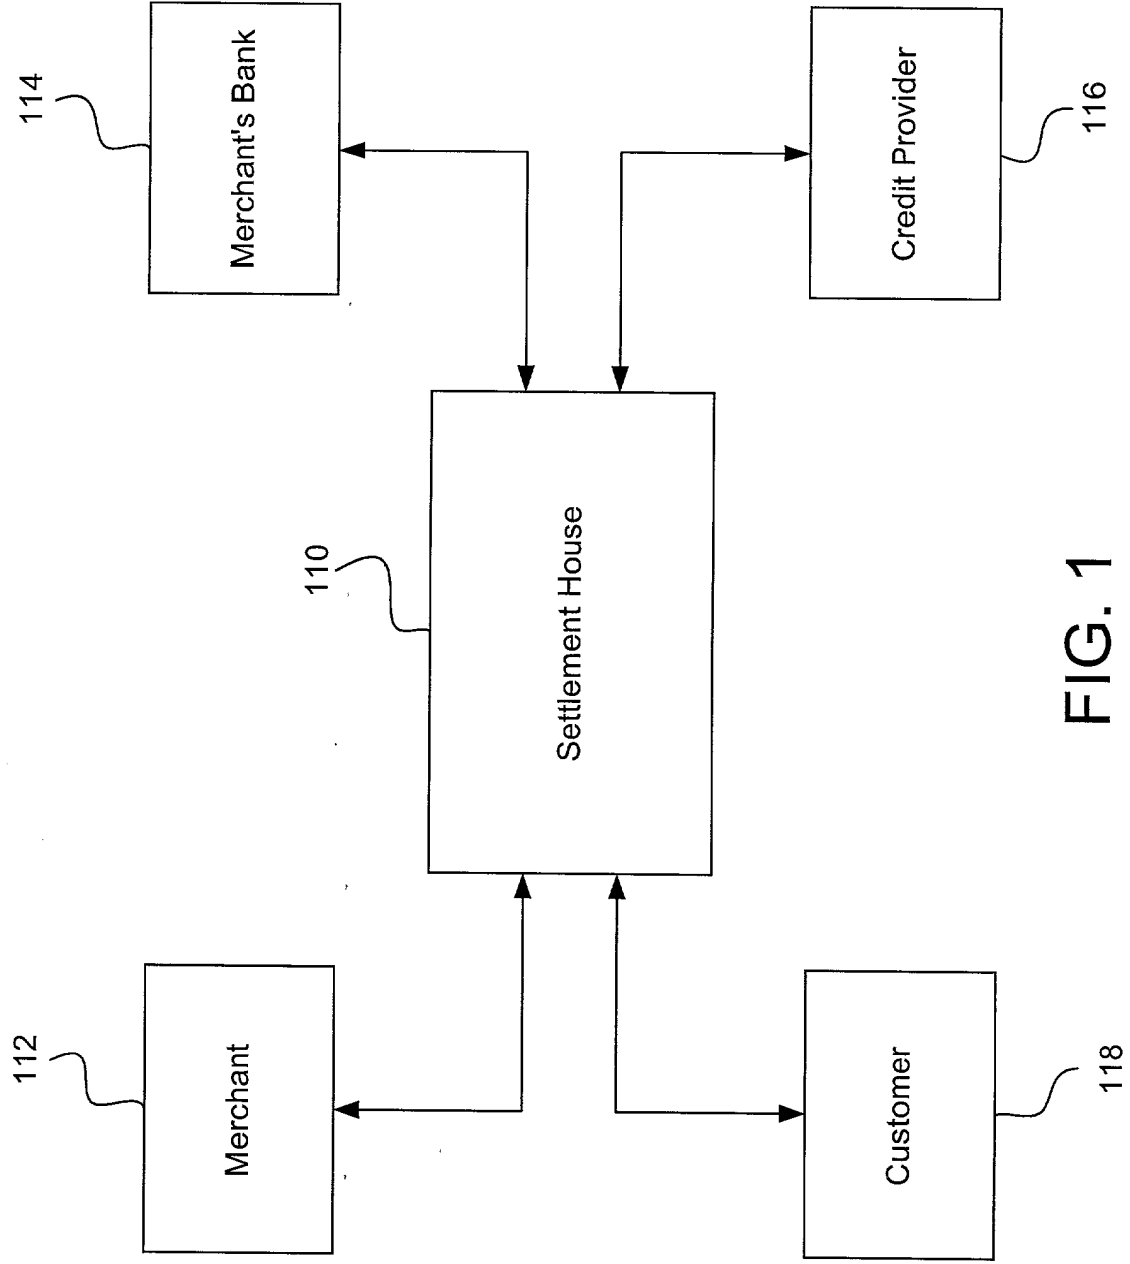 112
Merchant
114
Merchant's Bank
110
Settlement House
Customer
118
Credit Provider
116
FIG. 1